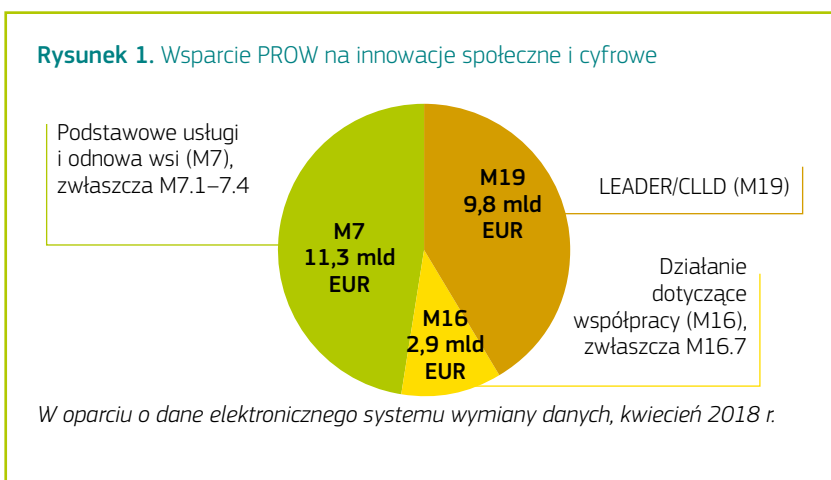 Rysunek 1. Wsparcie PROW na innowacje społeczne i cyfrowe
Podstawowe usługi
i odnowa wsi (M7),
zwłaszcza M7.1–7.4
M7
11,3 mld
EUR
M19
9,8 mld
EUR
LEADER/CLLD (M19)
M16
2,9 mld
EUR
Działanie
dotyczące
współpracy (M16),
zwłaszcza M16.7
W oparciu o dane elektronicznego systemu wymiany danych, kwiecień 2018 r.